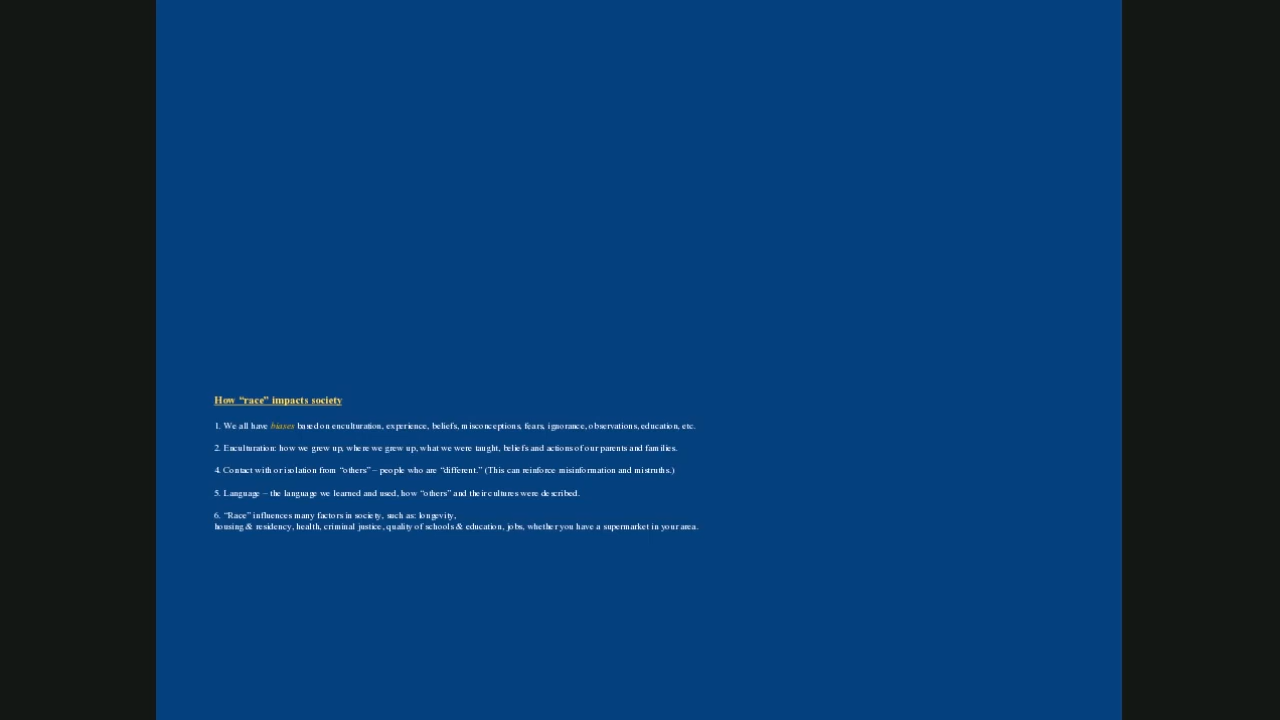 How “race” impacts society
1. We all have biases based on enculturation, experience, beliefs, misconceptions, fears, ignorance, observations, education, etc.
2. Enculturation: how we grew up, where we grew up, what we were taught, beliefs and actions of our parents and families.
4. Contact with or isolation from “others” – people who are “different.” (This can reinforce misinformation and mistruths.)
5. Language – the language we learned and used, how “others” and their cultures were described.
6. “Race” influences many factors in society, such as: longevity,
housing & residency, health, criminal justice, quality of schools & education, jobs, whether you have a supermarket in your area.